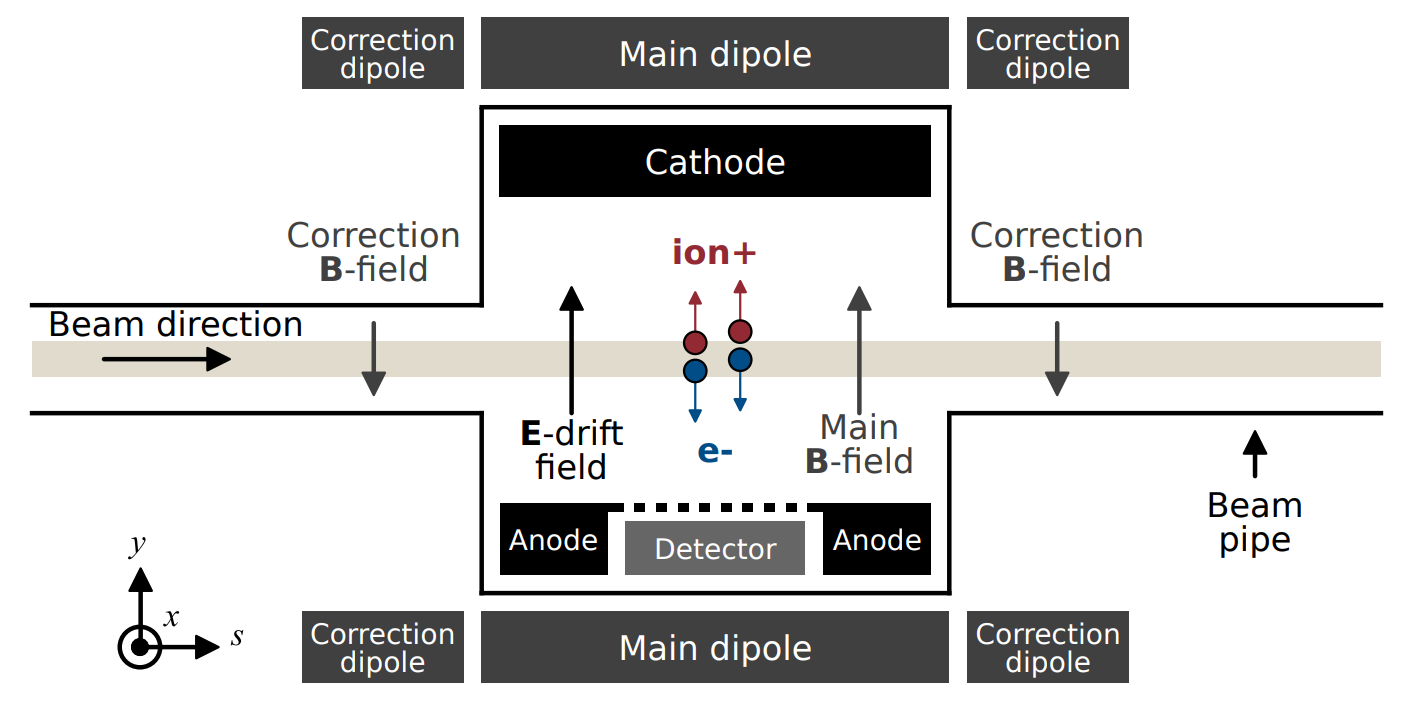 Correction
dipole
Main dipole
Correction
dipole
Cathode
Correction
B-field
ion+
Correction
B-field
Beam direction
E-drift
field
e-
Main
B-field
Beam
pipe
Anode
Detector
Anode
y
x
s
Correction
dipole
Main dipole
Correction
dipole